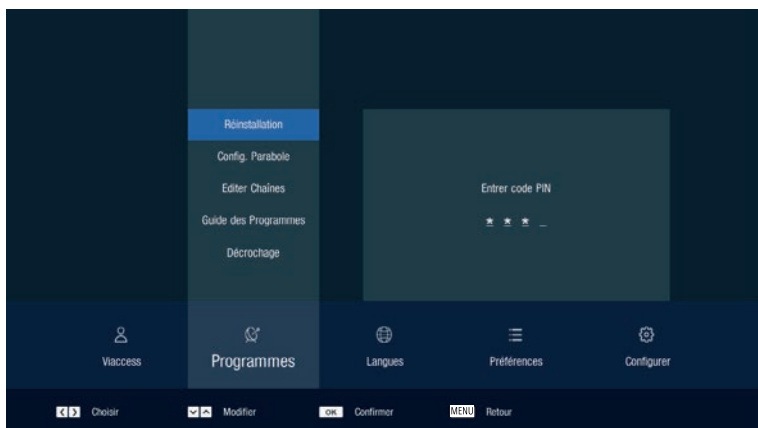 Réinstallation
Config. Parabole
Editer Chaînes
Guide des Programmes
Décrochage
Entrer code PIN
* * * _
Viaccess
Programmes
Langues
Préférences
Configurer
Choisir
Modifier
OK Confirmer
MENU Retour